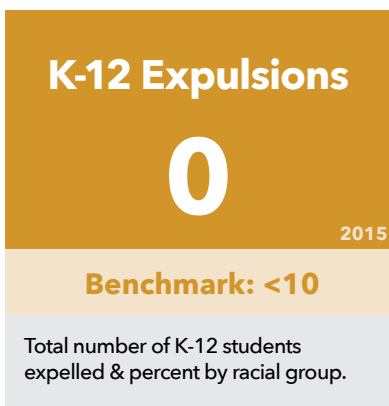 K-12 Expulsions
0
2015
Benchmark: <10
Total number of K-12 students
expelled & percent by racial group.